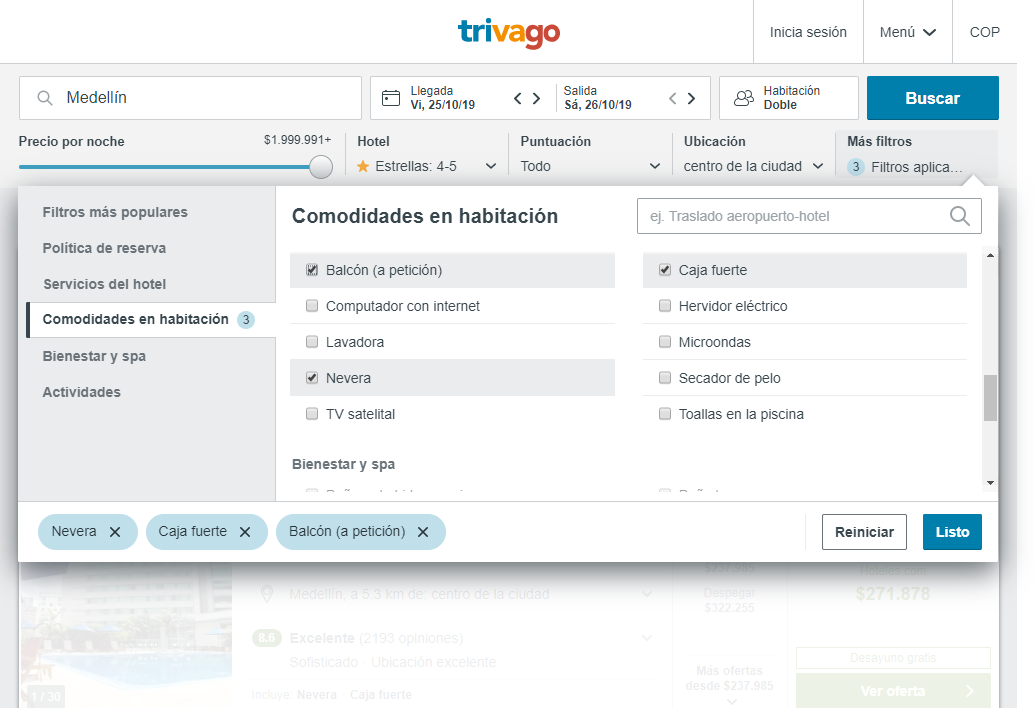 trivago
Inicia sesión
Menú
COP
Medellín
Llegada
Vi, 25/10/19
Salida
Sá, 26/10/19
Habitación
Doble
Buscar
Precio por noche
$1.999.991+
Hotel
Estrellas: 4-5
Puntuación
Todo
Ubicación
centro de la ciudad
Más filtros
3 Filtros aplica...
Filtros más populares
Política de reserva
Servicios del hotel
Comodidades en habitación 3
Bienestar y spa
Actividades
Comodidades en habitación
ej. Traslado aeropuerto-hotel
Balcón (a petición)
Caja fuerte
Computador con internet
Hervidor eléctrico
Lavadora
Microondas
Nevera
Secador de pelo
TV satelital
Toallas en la piscina
Bienestar y spa
Nevera
Caja fuerte
Balcón (a petición)
Reiniciar
Listo
$237.985
Hoteles.com
Medellín, a 5.3 km de: centro de la ciudad
Despegar
$322.255
$271.878
8.6 Excelente (2193 opiniones)
Sofisticado · Ubicación excelente
Desayuno gratis
Más ofertas
desde $237.985
Incluye: Nevera · Caja fuerte
1 / 30
Ver oferta